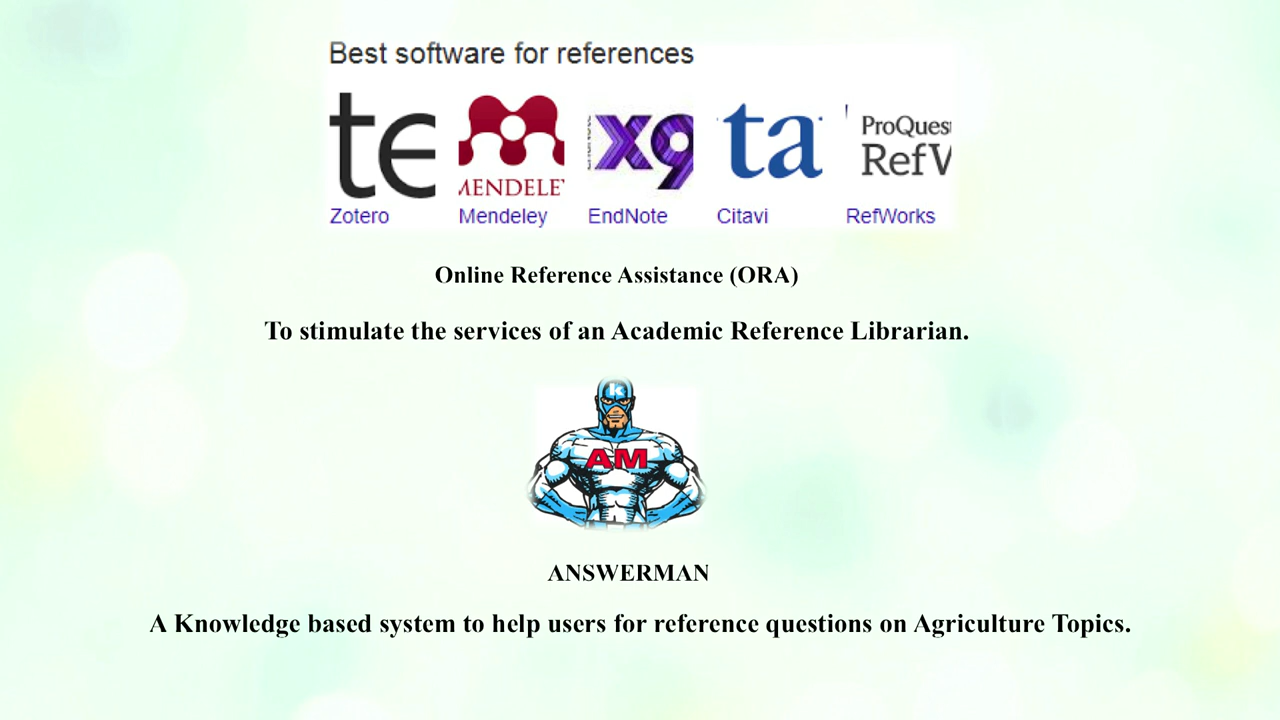 Best software for references
te MENDELEY X9 ta ProQuest RefV
Zotero Mendeley EndNote Citavi RefWorks
Online Reference Assistance (ORA)
To stimulate the services of an Academic Reference Librarian.
k
AM
ANSWERMAN
A Knowledge based system to help users for reference questions on Agriculture Topics.